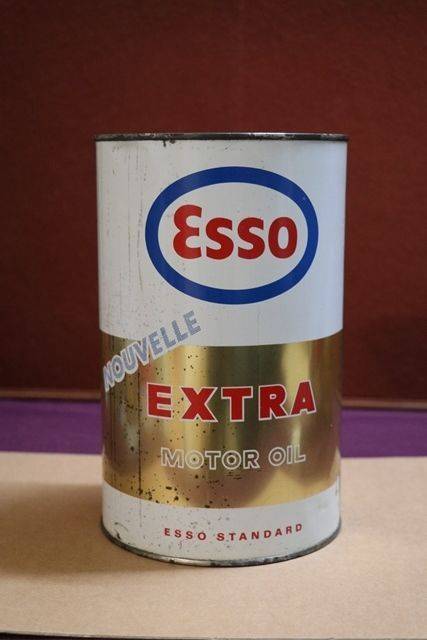 Esso
NOUVELLE
EXTRA
MOTOR OIL
ESSO STANDARD